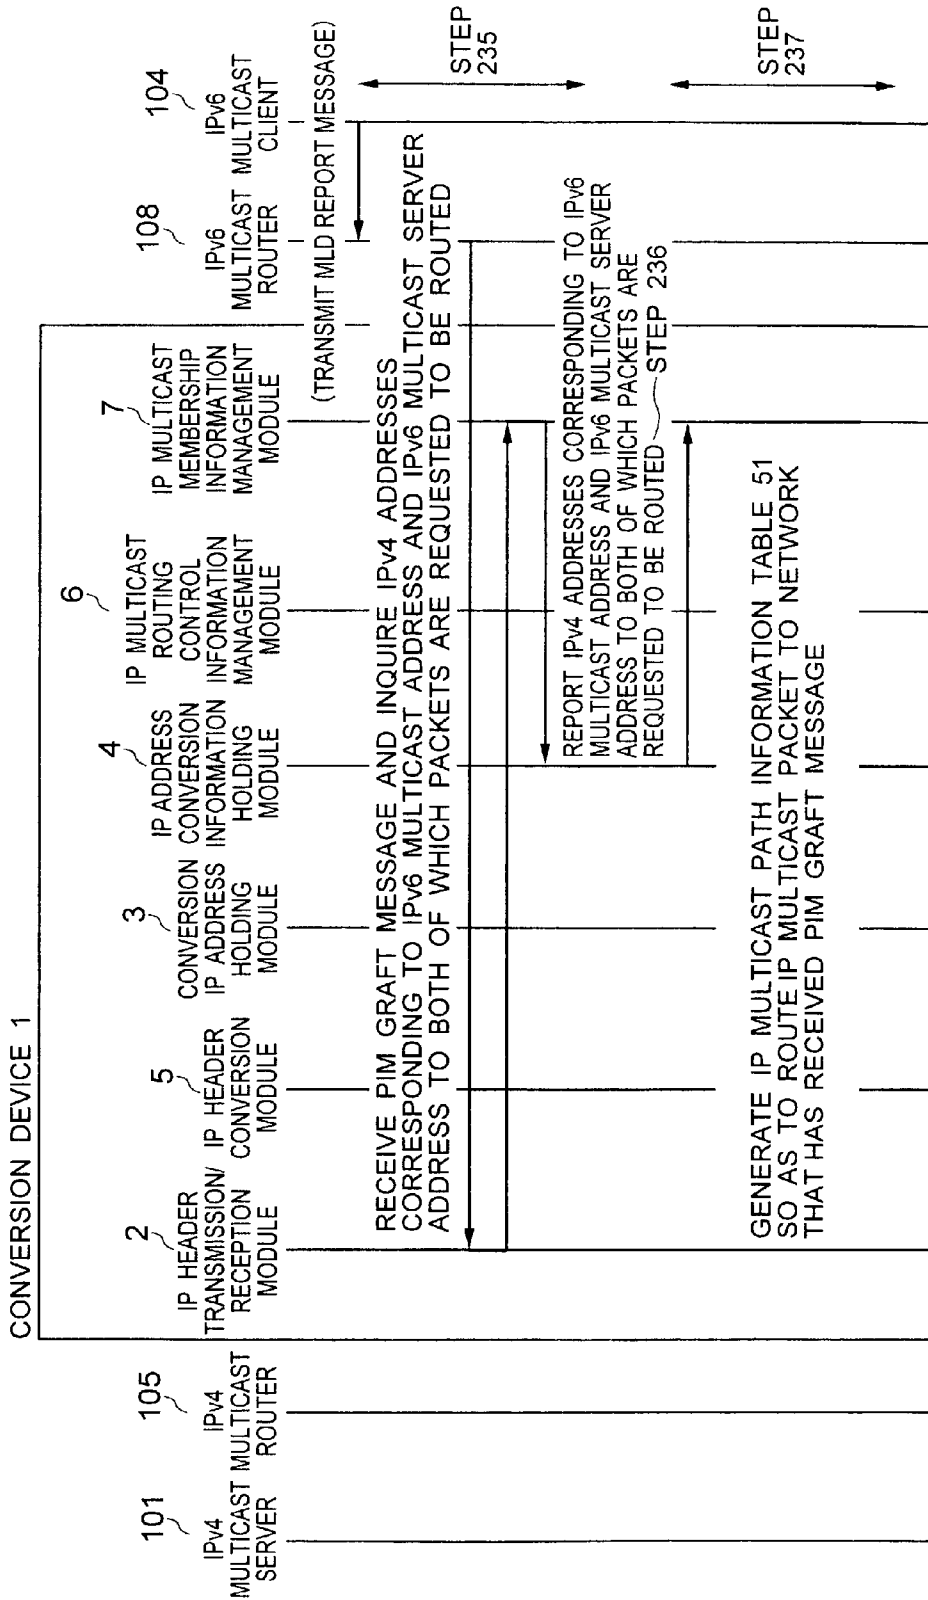 CONVERSION DEVICE 1
101
IPv4
MULTICAST
SERVER
105
IPv4
MULTICAST
ROUTER
2
IP HEADER
TRANSMISSION/
RECEPTION
MODULE
5
IP HEADER
CONVERSION
MODULE
3
CONVERSION
IP ADDRESS
HOLDING
MODULE
4
IP ADDRESS
CONVERSION
INFORMATION
HOLDING
MODULE
6
IP MULTICAST
ROUTING
CONTROL
INFORMATION
MANAGEMENT
MODULE
7
IP MULTICAST
MEMBERSHIP
INFORMATION
MANAGEMENT
MODULE
108
IPv6
MULTICAST
ROUTER
104
IPv6
MULTICAST
CLIENT
(TRANSMIT MLD REPORT MESSAGE)
RECEIVE PIM GRAFT MESSAGE AND INQUIRE IPv4 ADDRESSES
CORRESPONDING TO IPv6 MULTICAST ADDRESS AND IPv6 MULTICAST SERVER
ADDRESS TO BOTH OF WHICH PACKETS ARE REQUESTED TO BE ROUTED
STEP
235
REPORT IPv4 ADDRESSES CORRESPONDING TO IPv6
MULTICAST ADDRESS AND IPv6 MULTICAST SERVER
ADDRESS TO BOTH OF WHICH PACKETS ARE
REQUESTED TO BE ROUTED
STEP 236
GENERATE IP MULTICAST PATH INFORMATION TABLE 51
SO AS TO ROUTE IP MULTICAST PACKET TO NETWORK
THAT HAS RECEIVED PIM GRAFT MESSAGE
STEP
237